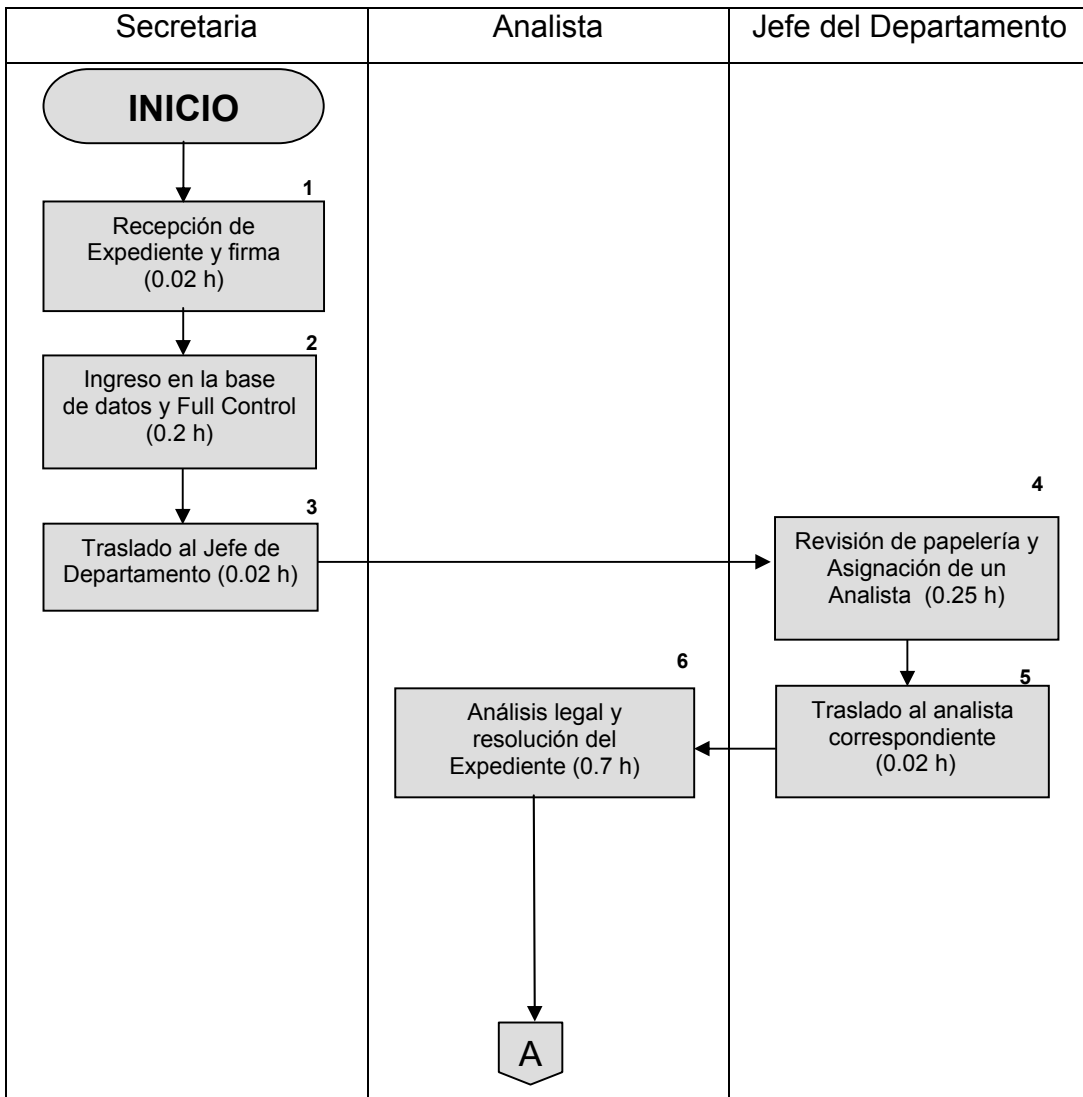 Secretaria
Analista
Jefe del Departamento
INICIO
1
Recepción de
Expediente y firma
(0.02 h)
2
Ingreso en la base
de datos y Full Control
(0.2 h)
3
Traslado al Jefe de
Departamento (0.02 h)
4
Revisión de papelería y
Asignación de un
Analista (0.25 h)
5
Traslado al analista
correspondiente
(0.02 h)
6
Análisis legal y
resolución del
Expediente (0.7 h)
A